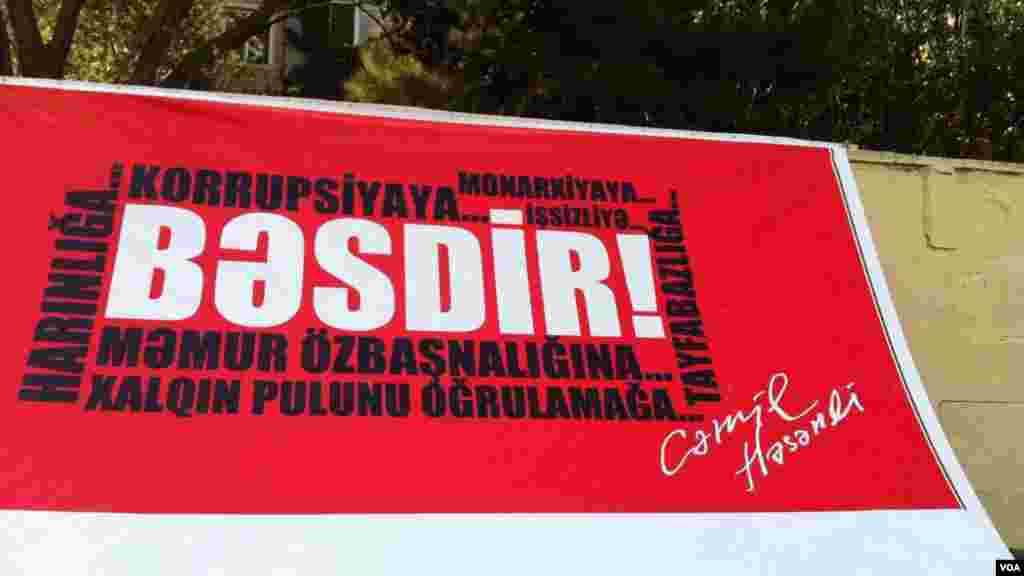 HARINLIĞA...
KORRUPSİYAYA...
MONARXİYAYA...
İŞSİZLİYƏ...
BƏSDİR!
TAYFABAZLIĞA...
MƏMUR ÖZBAŞNALIĞINA...
XALQIN PULUNU OĞRULAMAĞA...
Cəmil
Həsənli
VOA